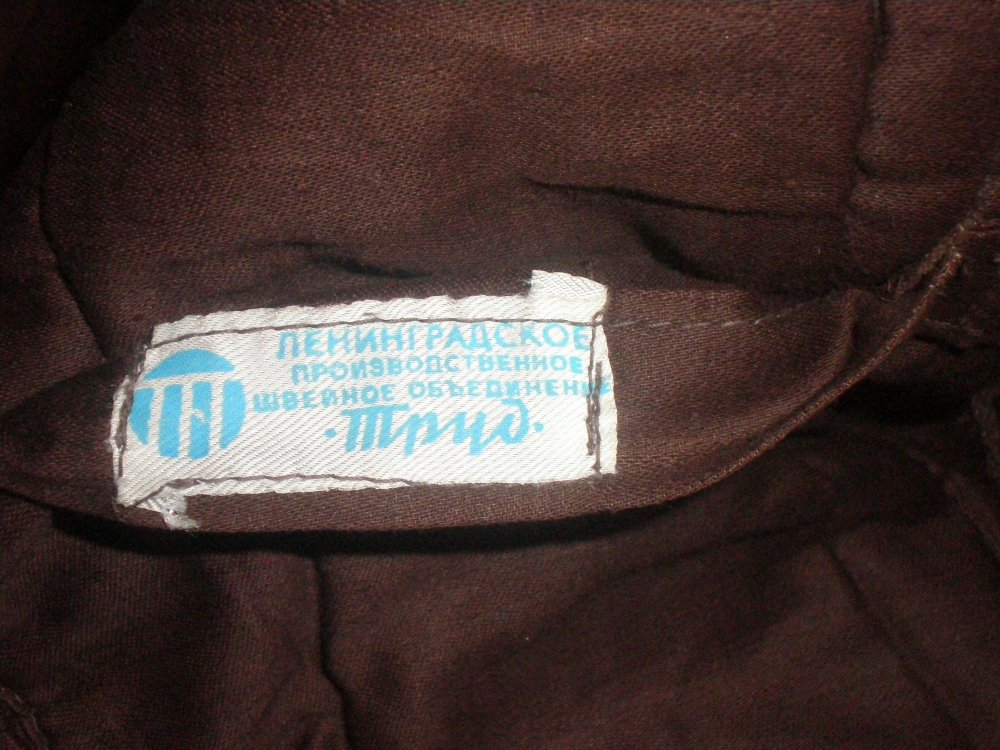 ЛЕНИНГРАДСКОЕ
ПРОИЗВОДСТВЕННОЕ
ШВЕЙНОЕ ОБЪЕДИНЕНИЕ
·Труд·